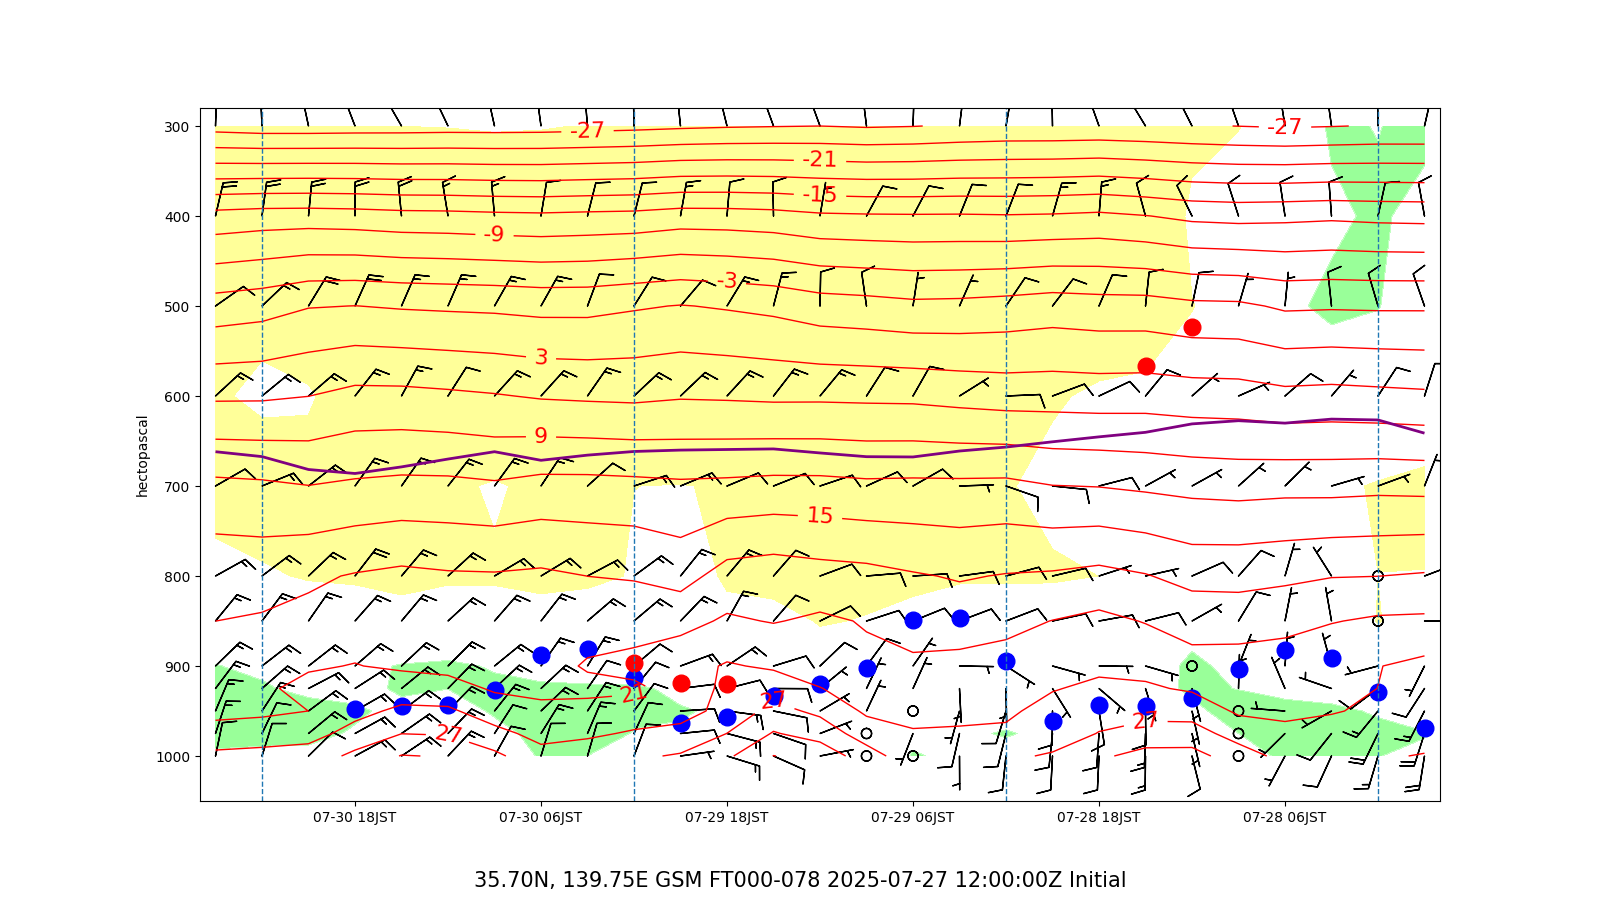 300
400
500
600
700
800
900
1000
hectopascal
-27
-27
-21
-15
-9
-3
3
9
15
21
27
27
27
07-30 18JST
07-30 06JST
07-29 18JST
07-29 06JST
07-28 18JST
07-28 06JST
35.70N, 139.75E GSM FT000-078 2025-07-27 12:00:00Z Initial